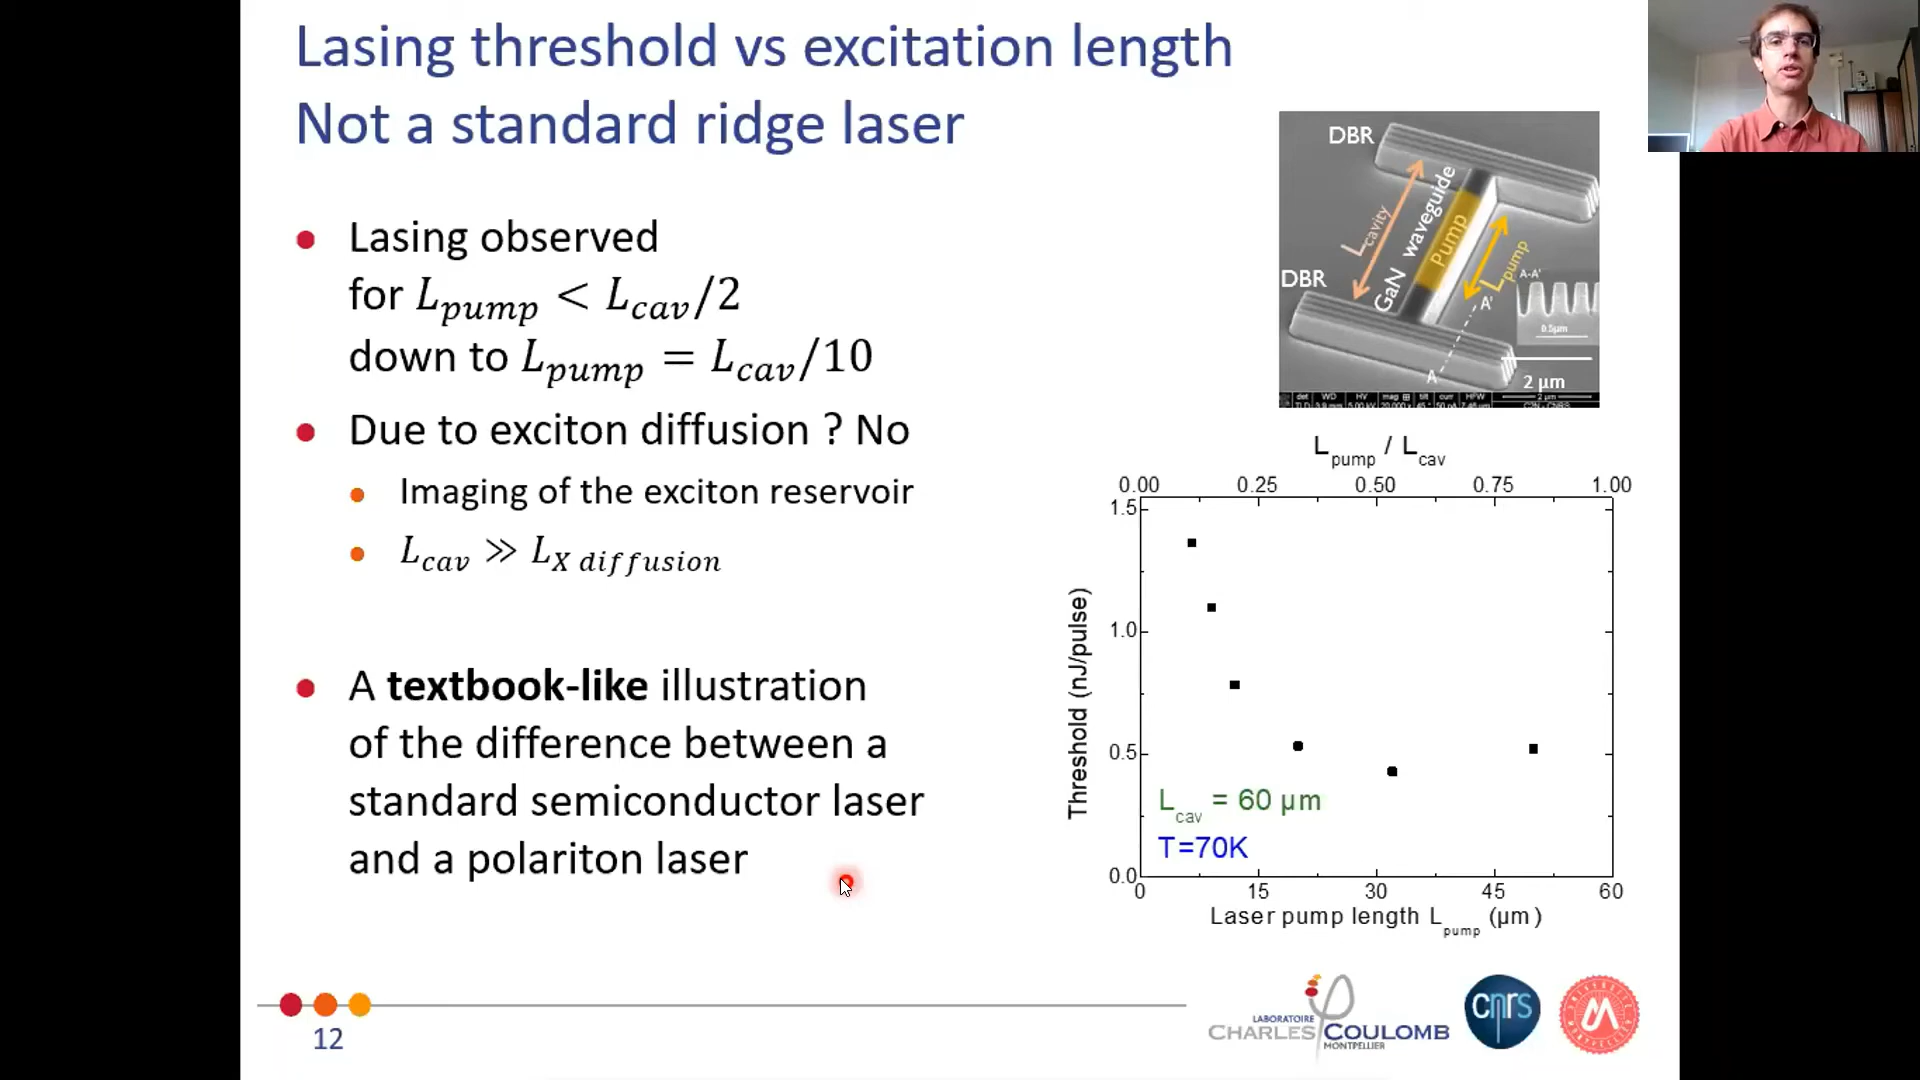 Lasing threshold vs excitation length
Not a standard ridge laser
Lasing observed
for L_pump < L_cav/2
down to L_pump = L_cav/10
Due to exciton diffusion ? No
Imaging of the exciton reservoir
L_cav ≫ L_X diffusion
A textbook-like illustration
of the difference between a
standard semiconductor laser
and a polariton laser
12
DBR
L_cavity
GaN waveguide
Pump
L_pump
DBR
A-A'
0.5µm
A'
A
2 µm
L_pump / L_cav
0.00 0.25 0.50 0.75 1.00
1.5
1.0
0.5
0.0
Threshold (nJ/pulse)
L_cav = 60 µm
T=70K
0 15 30 45 60
Laser pump length L_pump (µm)
LABORATOIRE
CHARLES COULOMB
MONTPELLIER
cnrs